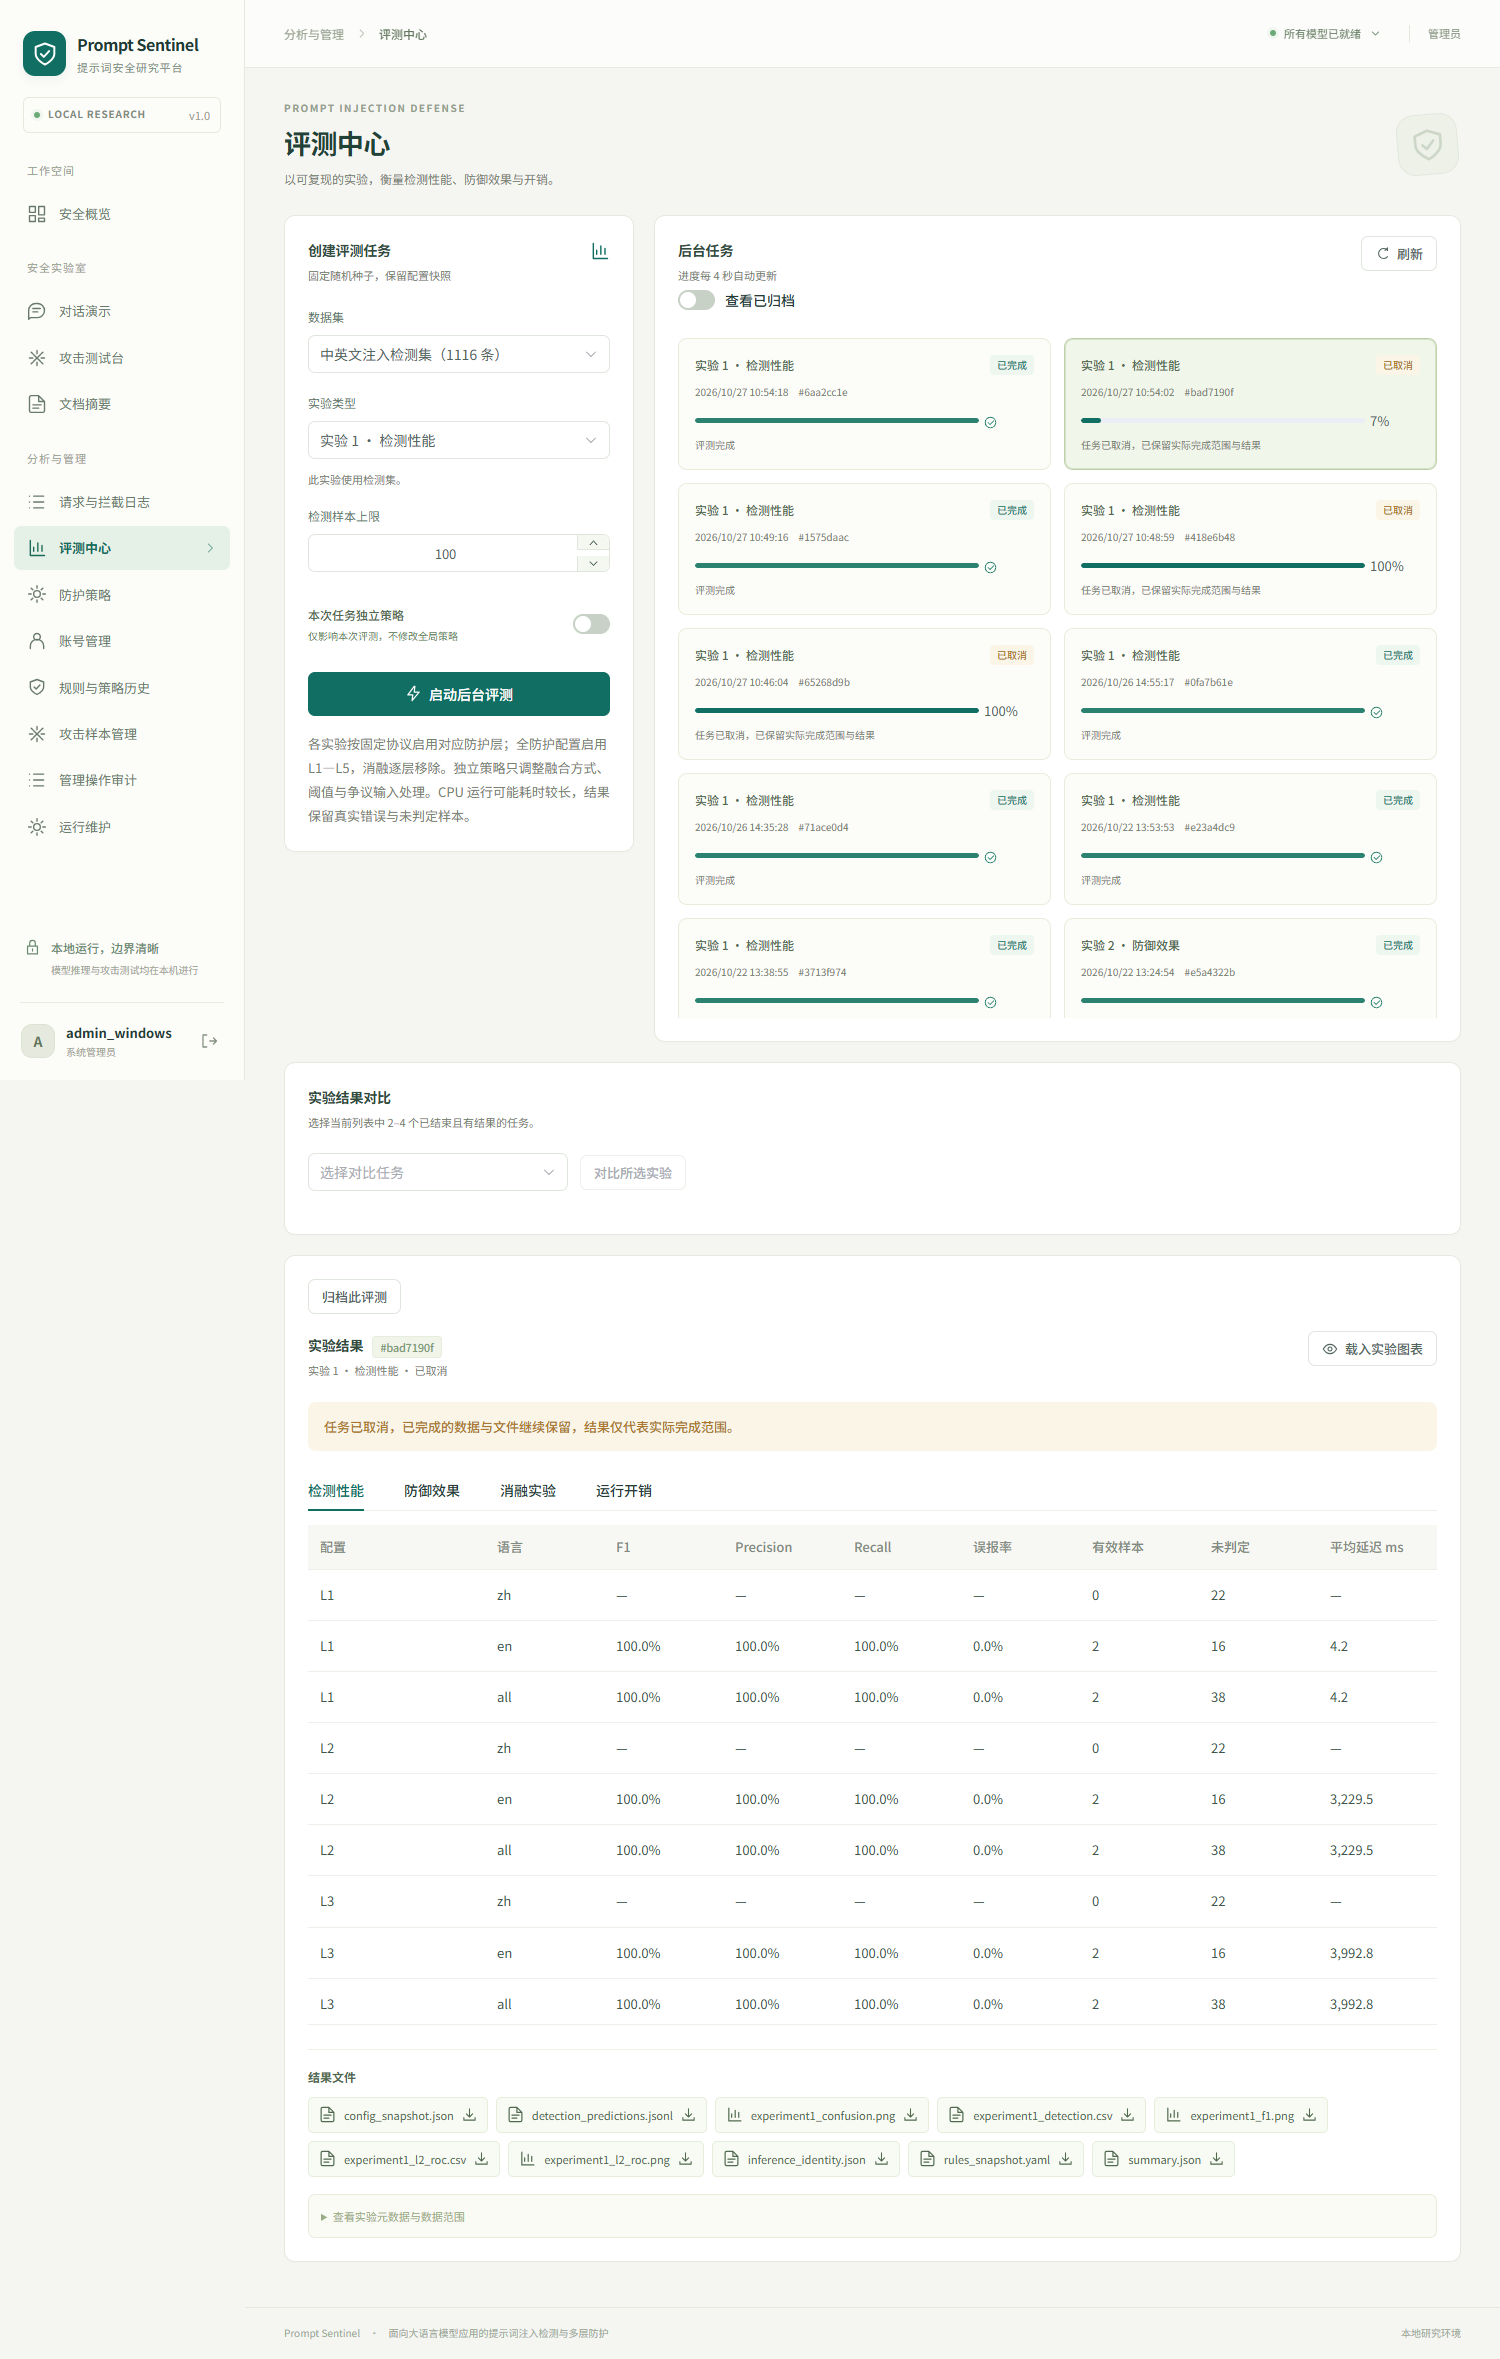 Prompt Sentinel
提示词安全研究平台
LOCAL RESEARCH v1.0
工作空间
安全概览
安全实验室
对话演示
攻击测试台
文档摘要
分析与管理
请求与拦截日志
评测中心
防护策略
账号管理
规则与策略历史
攻击样本管理
管理操作审计
运行维护
本地运行，边界清晰
模型推理与攻击测试均在本机进行
A
admin_windows
系统管理员
分析与管理 评测中心
所有模型已就绪
管理员
PROMPT INJECTION DEFENSE
评测中心
以可复现的实验，衡量检测性能、防御效果与开销。
创建评测任务
固定随机种子，保留配置快照
数据集
中英文注入检测集（1116 条）
实验类型
实验 1 · 检测性能
此实验使用检测集。
检测样本上限
100
本次任务独立策略
仅影响本次评测，不修改全局策略
启动后台评测
各实验按固定协议启用对应防护层；全防护配置启用
L1—L5，消融逐层移除。独立策略只调整融合方式、
阈值与争议输入处理。CPU 运行可能耗时较长，结果
保留真实错误与未判定样本。
后台任务
进度每 4 秒自动更新
刷新
查看已归档
实验 1 · 检测性能 已完成
2026/10/27 10:54:18 #6aa2cc1e
评测完成
实验 1 · 检测性能 已取消
2026/10/27 10:54:02 #bad7190f
7%
任务已取消，已保留实际完成范围与结果
实验 1 · 检测性能 已完成
2026/10/27 10:49:16 #1575daac
评测完成
实验 1 · 检测性能 已取消
2026/10/27 10:48:59 #418e6b48
100%
任务已取消，已保留实际完成范围与结果
实验 1 · 检测性能 已取消
2026/10/27 10:46:04 #65268d9b
100%
任务已取消，已保留实际完成范围与结果
实验 1 · 检测性能 已完成
2026/10/26 14:55:17 #0fa7b61e
评测完成
实验 1 · 检测性能 已完成
2026/10/26 14:35:28 #71ace0d4
评测完成
实验 1 · 检测性能 已完成
2026/10/22 13:53:53 #e23a4dc9
评测完成
实验 1 · 检测性能 已完成
2026/10/22 13:38:55 #3713f974
实验 2 · 防御效果 已完成
2026/10/22 13:24:54 #e5a4322b
实验结果对比
选择当前列表中 2–4 个已结束且有结果的任务。
选择对比任务 对比所选实验
归档此评测
实验结果 #bad7190f
实验 1 · 检测性能 · 已取消
载入实验图表
任务已取消，已完成的数据与文件继续保留，结果仅代表实际完成范围。
检测性能 防御效果 消融实验 运行开销
配置 语言 F1 Precision Recall 误报率 有效样本 未判定 平均延迟 ms
L1 zh — — — — 0 22 —
L1 en 100.0% 100.0% 100.0% 0.0% 2 16 4.2
L1 all 100.0% 100.0% 100.0% 0.0% 2 38 4.2
L2 zh — — — — 0 22 —
L2 en 100.0% 100.0% 100.0% 0.0% 2 16 3,229.5
L2 all 100.0% 100.0% 100.0% 0.0% 2 38 3,229.5
L3 zh — — — — 0 22 —
L3 en 100.0% 100.0% 100.0% 0.0% 2 16 3,992.8
L3 all 100.0% 100.0% 100.0% 0.0% 2 38 3,992.8
结果文件
config_snapshot.json detection_predictions.jsonl experiment1_confusion.png experiment1_detection.csv experiment1_f1.png
experiment1_l2_roc.csv experiment1_l2_roc.png inference_identity.json rules_snapshot.yaml summary.json
查看实验元数据与数据范围
Prompt Sentinel · 面向大语言模型应用的提示词注入检测与多层防护
本地研究环境